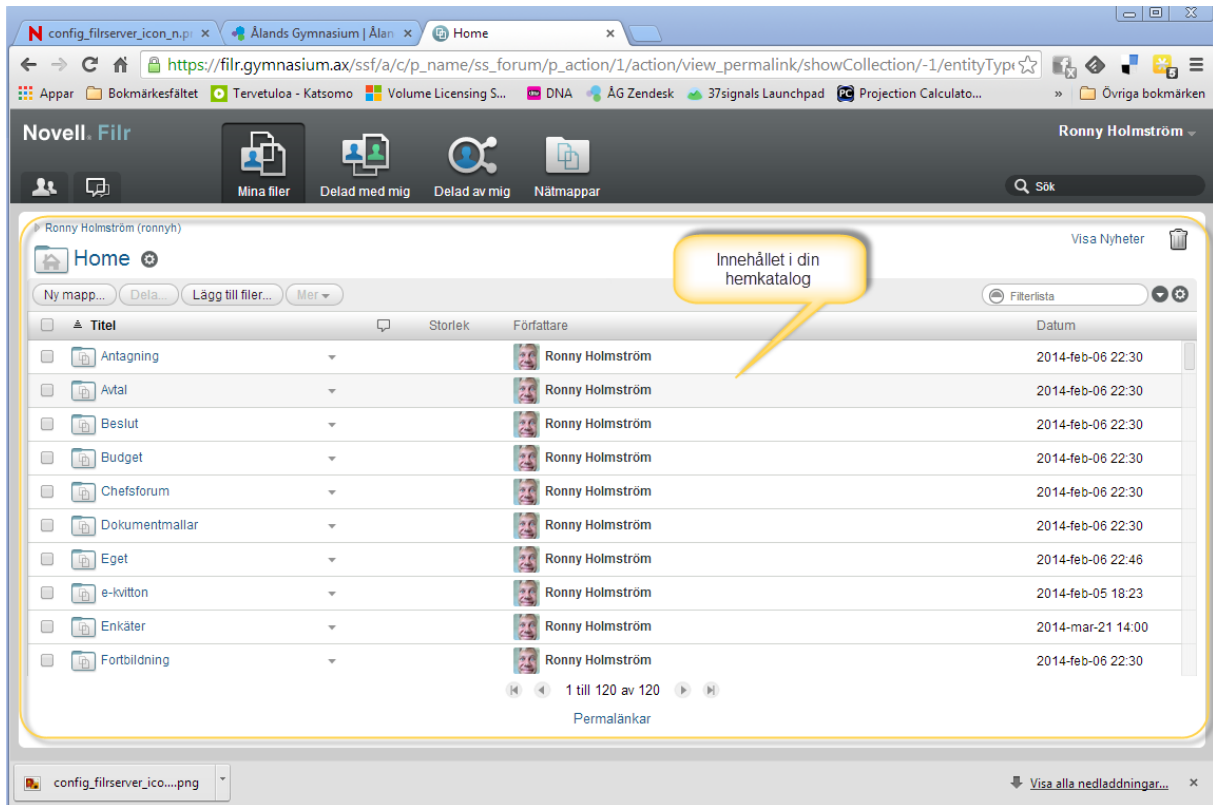 config_filrserver_icon_n.p
Ålands Gymnasium | Ålan
Home
https://filr.gymnasium.ax/ssf/a/c/p_name/ss_forum/p_action/1/action/view_permalink/showCollection/-1/entityType
Appar Bokmärkesfältet Tervetuloa - Katsomo Volume Licensing S... DNA ÅG Zendesk 37signals Launchpad Projection Calculato... » Övriga bokmärken
Novell Filr
Ronny Holmström
Mina filer Delad med mig Delad av mig Nätmappar
Sök
Ronny Holmström (ronnyh)
Visa Nyheter
Home
Innehållet i din
hemkatalog
Ny mapp... Dela... Lägg till filer... Mer
Filterlista
Titel Storlek Författare Datum
Antagning Ronny Holmström 2014-feb-06 22:30
Avtal Ronny Holmström 2014-feb-06 22:30
Beslut Ronny Holmström 2014-feb-06 22:30
Budget Ronny Holmström 2014-feb-06 22:30
Chefsforum Ronny Holmström 2014-feb-06 22:30
Dokumentmallar Ronny Holmström 2014-feb-06 22:30
Eget Ronny Holmström 2014-feb-06 22:46
e-kvitton Ronny Holmström 2014-feb-05 18:23
Enkäter Ronny Holmström 2014-mar-21 14:00
Fortbildning Ronny Holmström 2014-feb-06 22:30
1 till 120 av 120
Permalänkar
config_filrserver_ico....png
Visa alla nedladdningar...